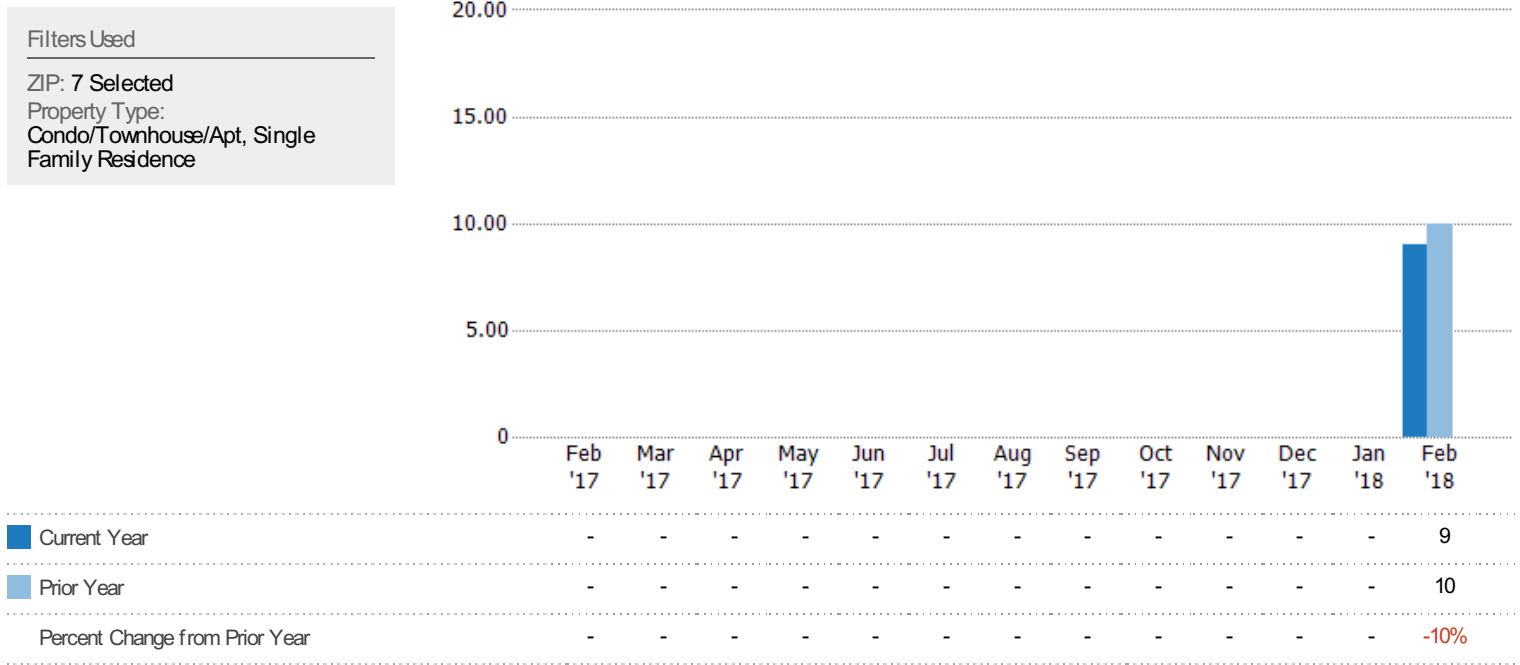 Filters Used
ZIP: 7 Selected
Property Type:
Condo/Townhouse/Apt, Single
Family Residence
20.00
15.00
10.00
5.00
0
Feb '17 Mar '17 Apr '17 May '17 Jun '17 Jul '17 Aug '17 Sep '17 Oct '17 Nov '17 Dec '17 Jan '18 Feb '18
Current Year - - - - - - - - - - - - 9
Prior Year - - - - - - - - - - - - 10
Percent Change from Prior Year - - - - - - - - - - - - -10%